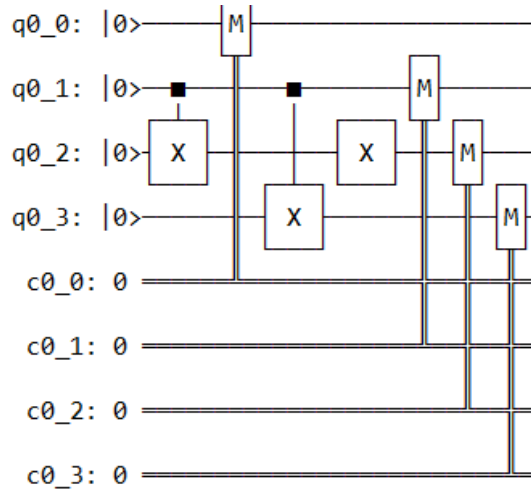 q0_0: |0> M
q0_1: |0> M
q0_2: |0> X X M
q0_3: |0> X M
c0_0: 0
c0_1: 0
c0_2: 0
c0_3: 0